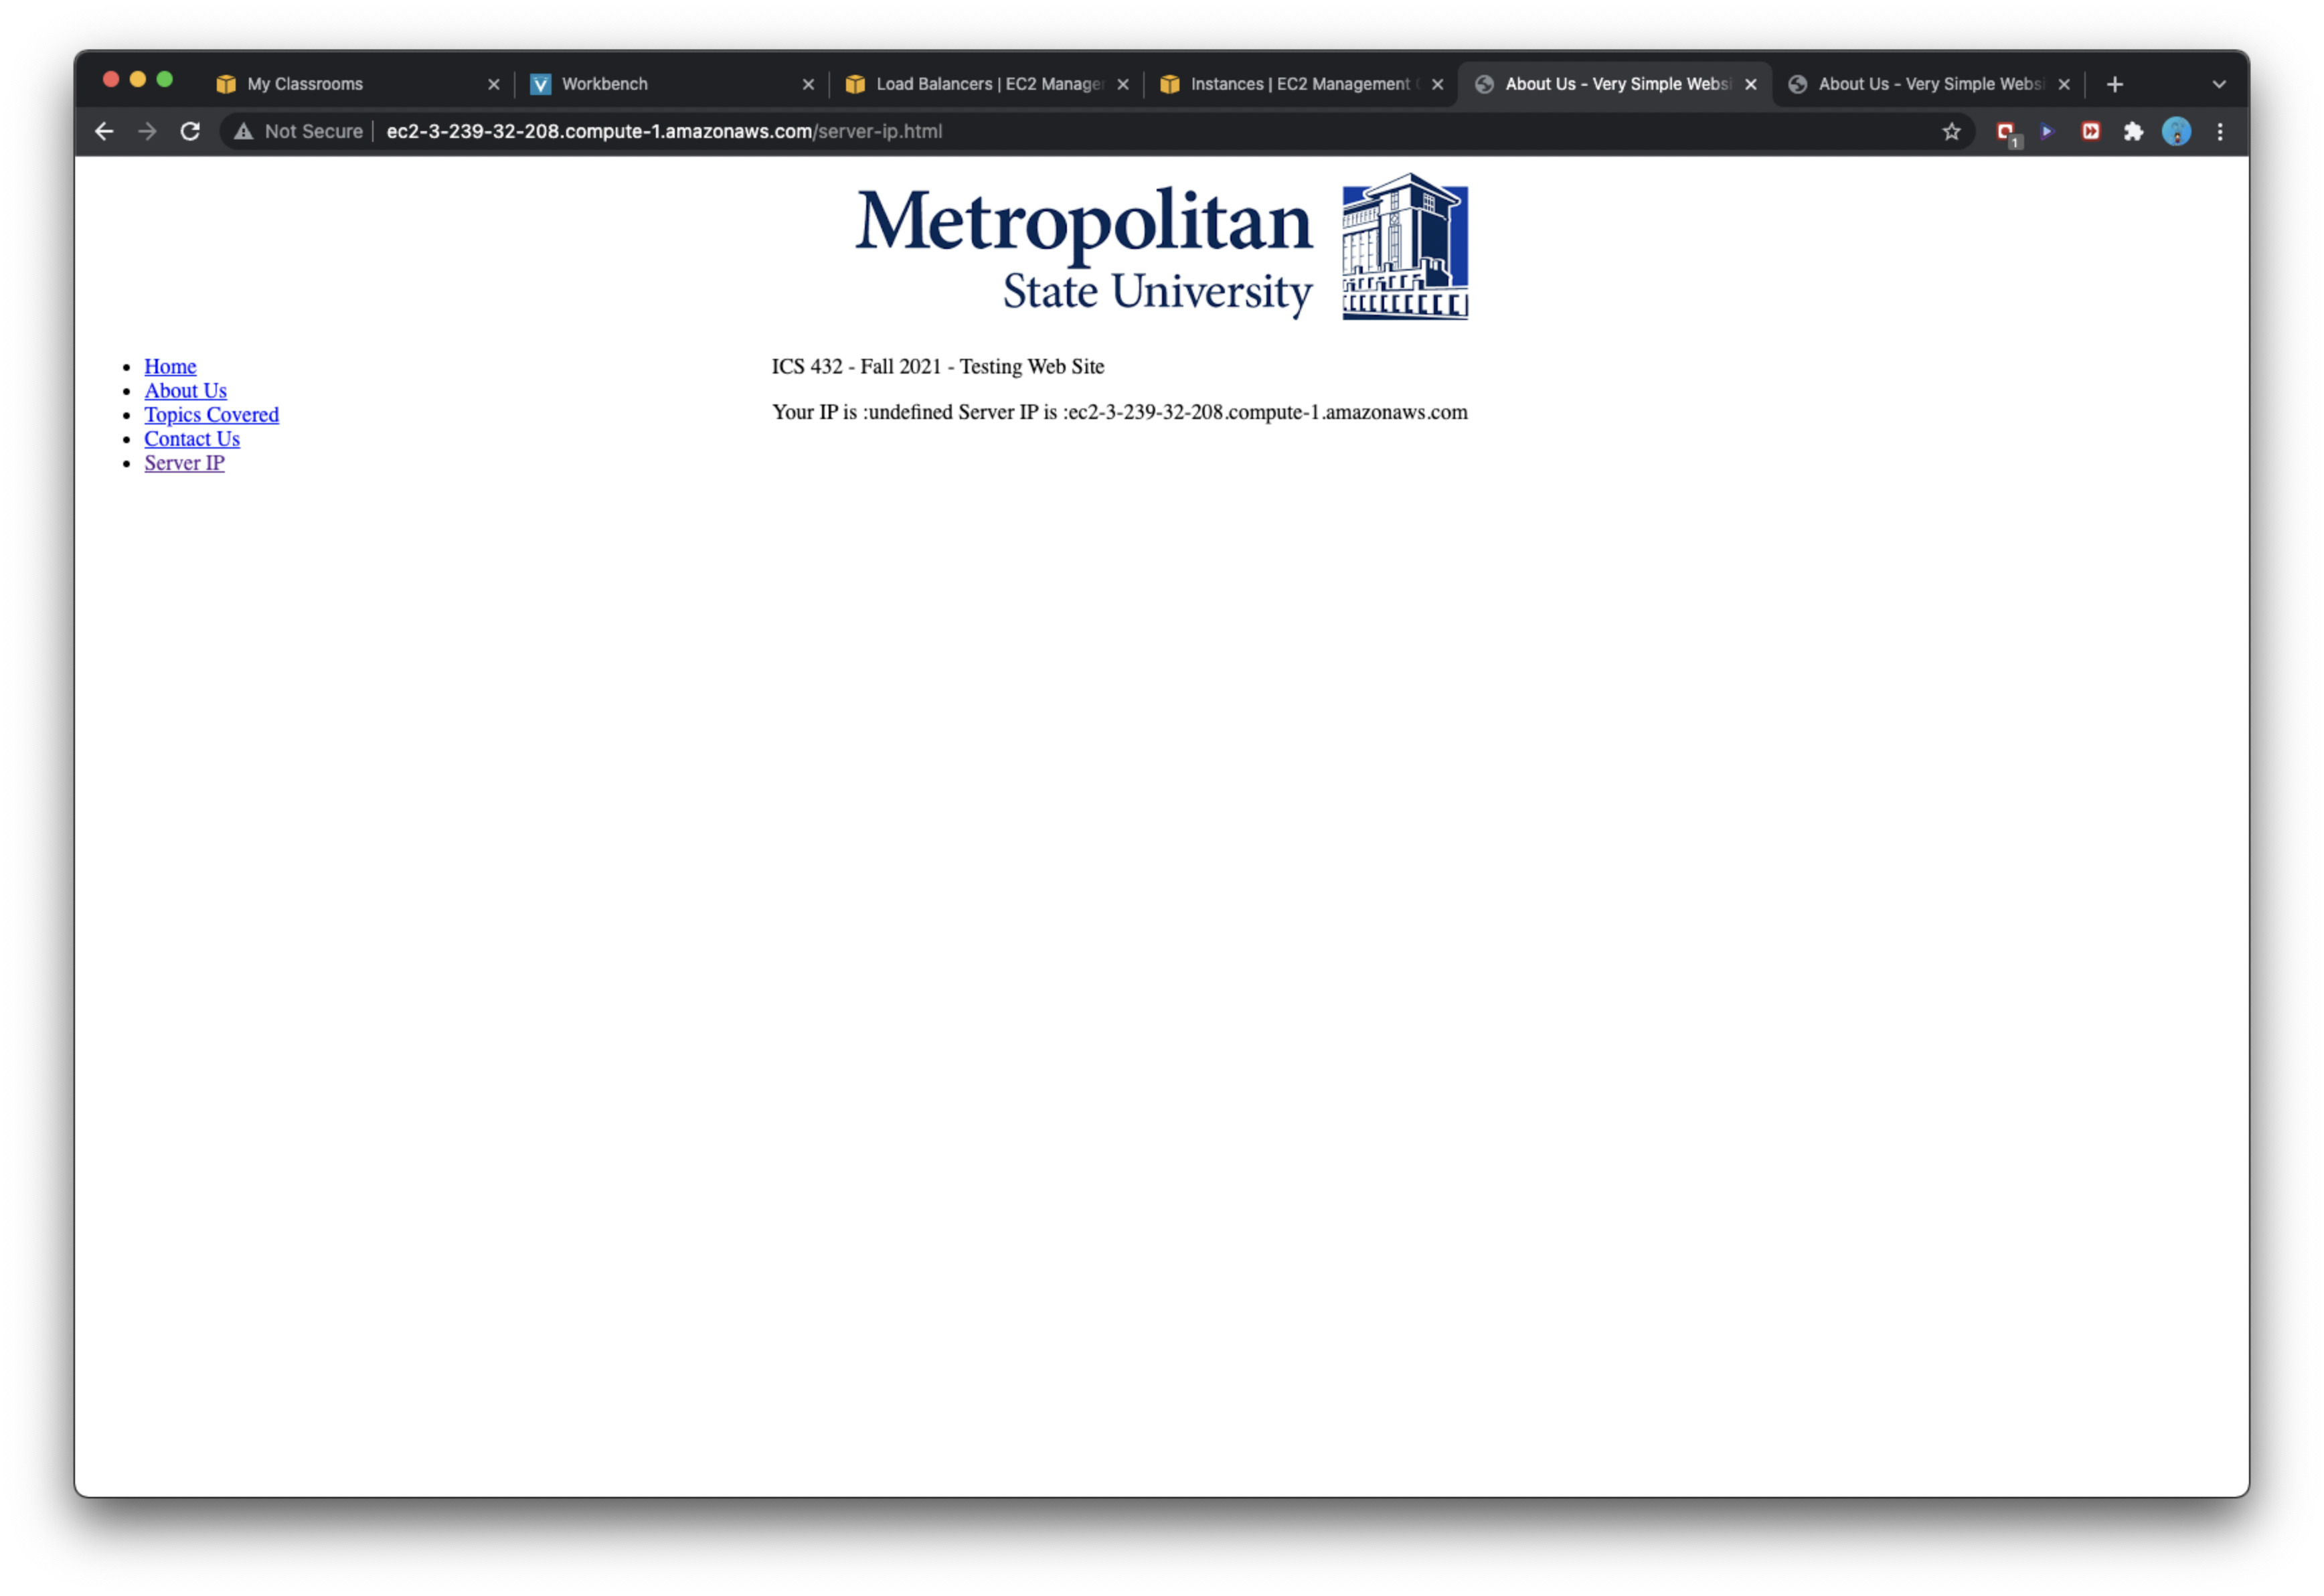 My Classrooms
Workbench
Load Balancers | EC2 Manage
Instances | EC2 Management
About Us - Very Simple Websi
About Us - Very Simple Websi
Not Secure ec2-3-239-32-208.compute-1.amazonaws.com/server-ip.html
1
Metropolitan
State University
Home
About Us
Topics Covered
Contact Us
Server IP
ICS 432 - Fall 2021 - Testing Web Site
Your IP is :undefined Server IP is :ec2-3-239-32-208.compute-1.amazonaws.com